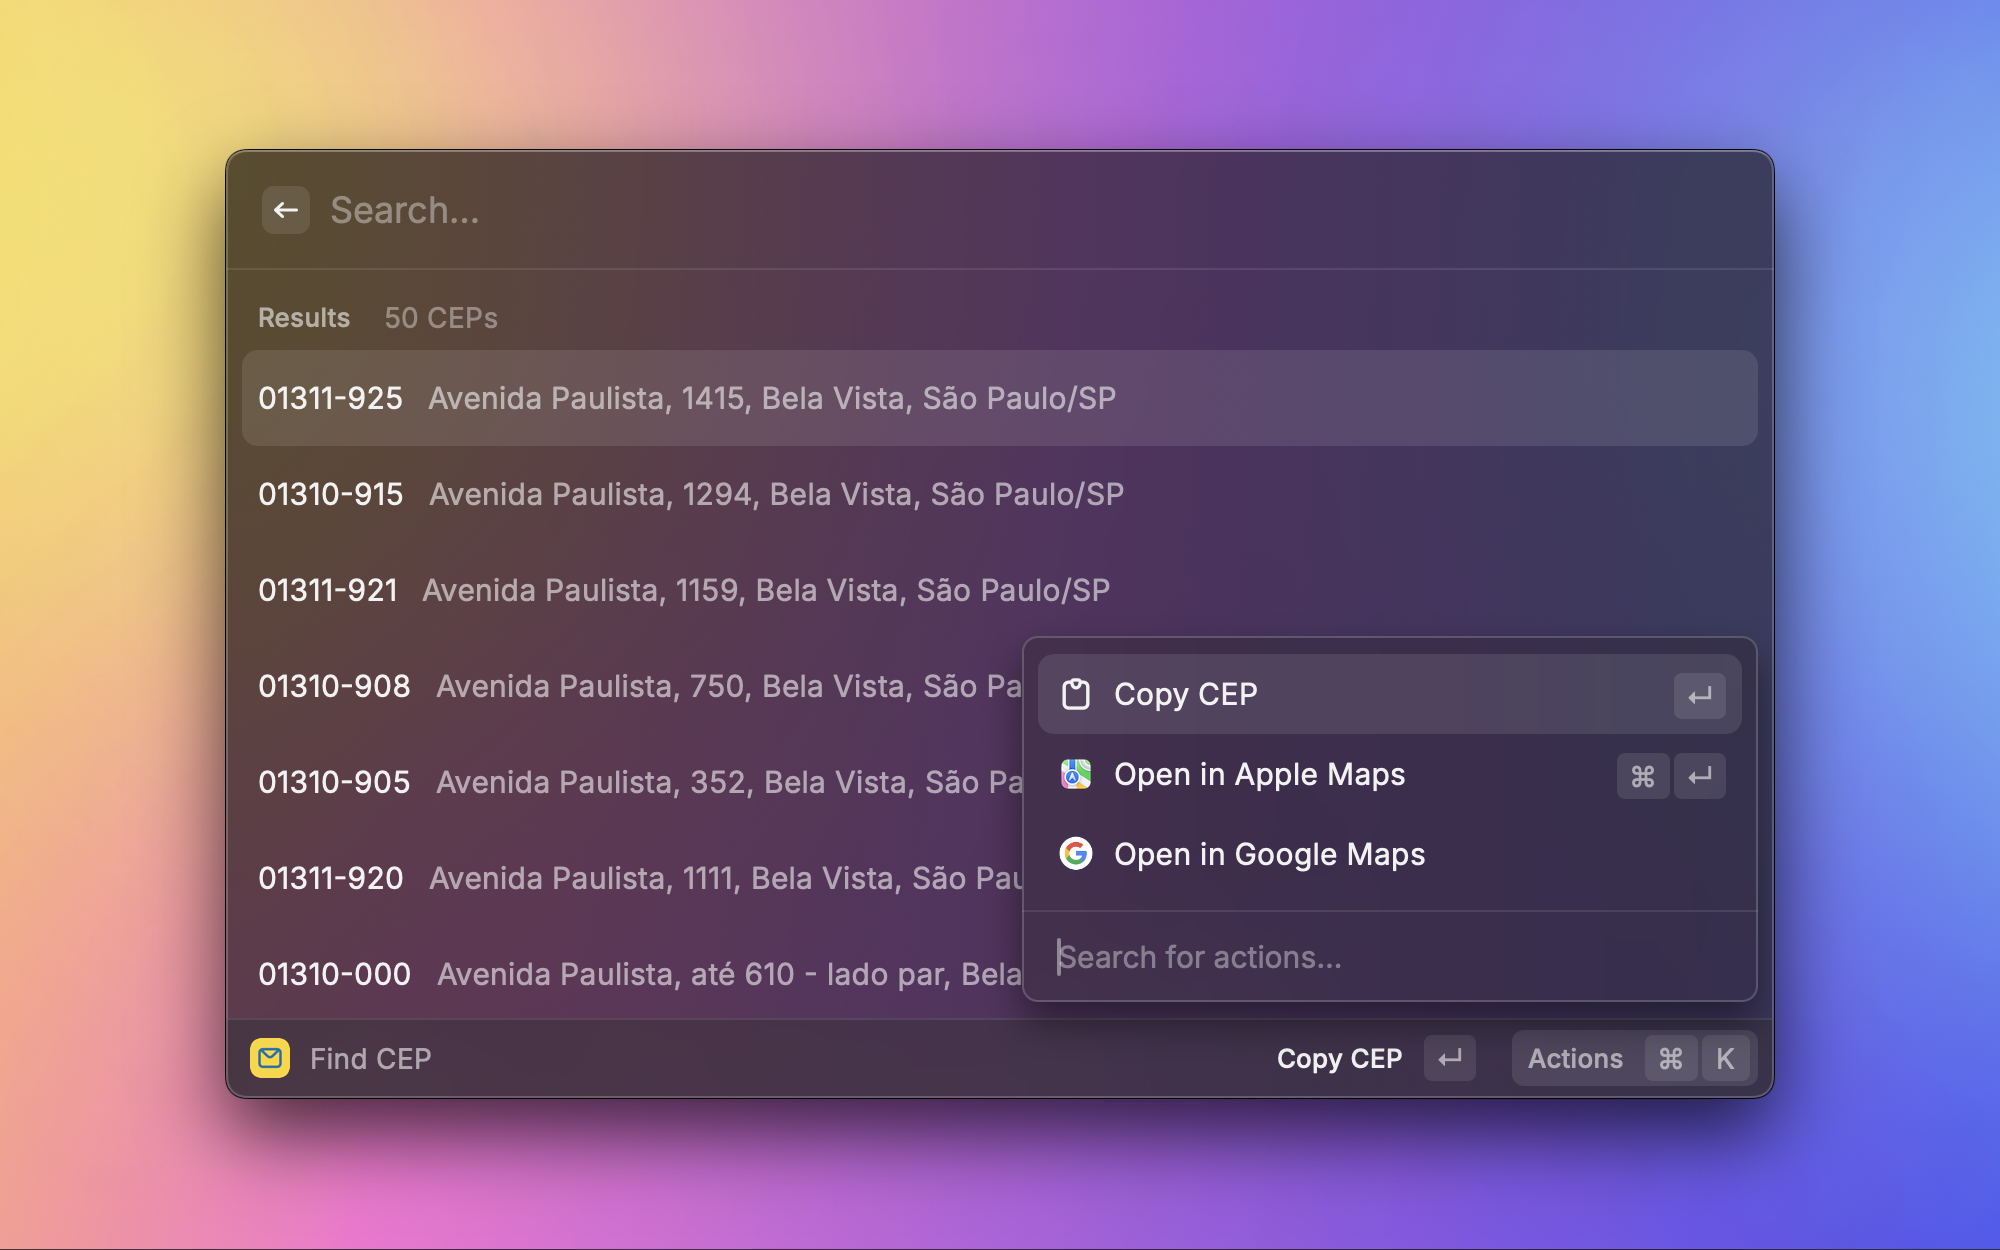 Search...
Results 50 CEPs
01311-925 Avenida Paulista, 1415, Bela Vista, São Paulo/SP
01310-915 Avenida Paulista, 1294, Bela Vista, São Paulo/SP
01311-921 Avenida Paulista, 1159, Bela Vista, São Paulo/SP
01310-908 Avenida Paulista, 750, Bela Vista, São Pa
01310-905 Avenida Paulista, 352, Bela Vista, São Pa
01311-920 Avenida Paulista, 1111, Bela Vista, São Pau
01310-000 Avenida Paulista, até 610 - lado par, Bela
Copy CEP
Open in Apple Maps ⌘
Open in Google Maps
Search for actions...
Find CEP
Copy CEP
Actions ⌘ K